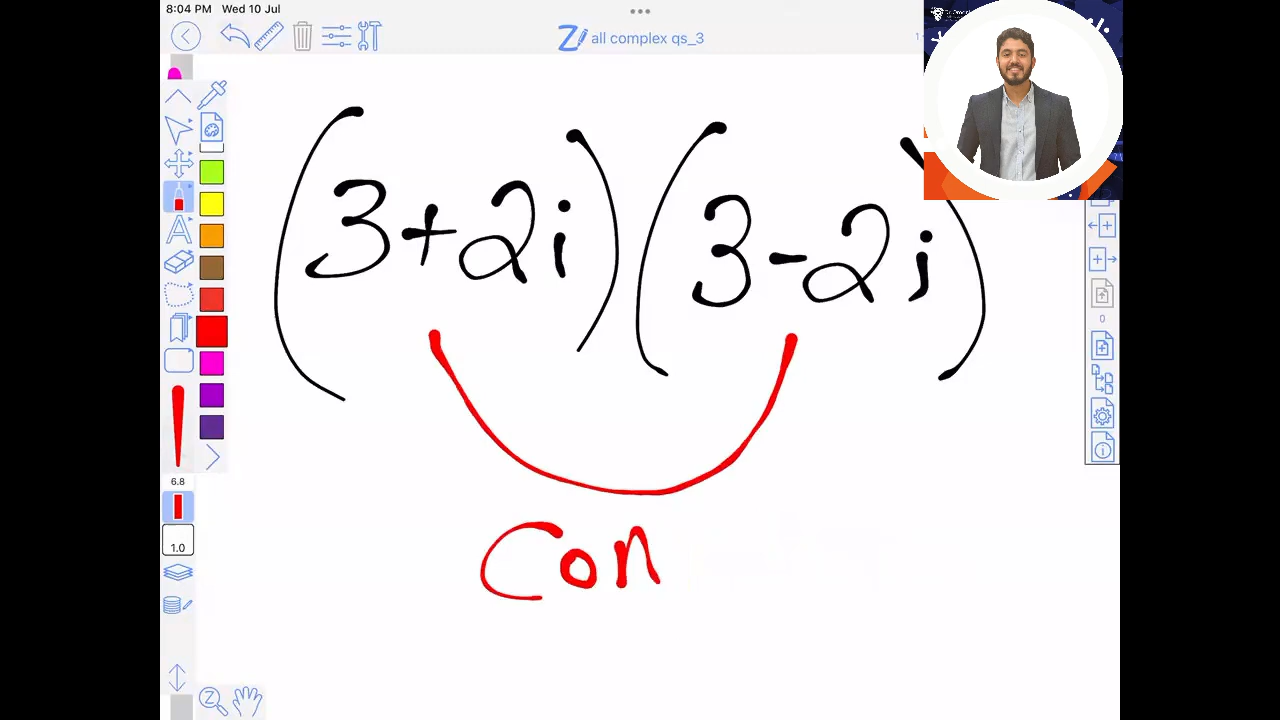 8:04 PM Wed 10 Jul
all complex qs_3
(3+2i)(3-2i)
Con
6.8
1.0
0